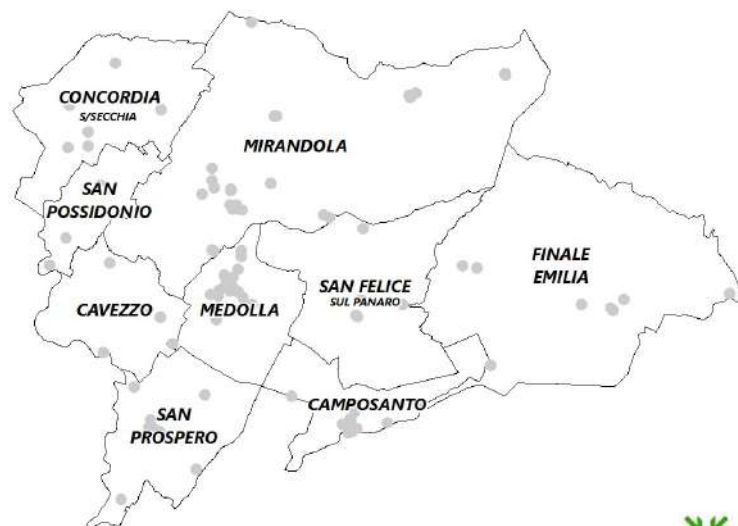 CONCORDIA
S/SECCHIA
MIRANDOLA
SAN
POSSIDONIO
FINALE
EMILIA
SAN FELICE
SUL PANARO
CAVEZZO
MEDOLLA
CAMPOSANTO
SAN
PROSPERO